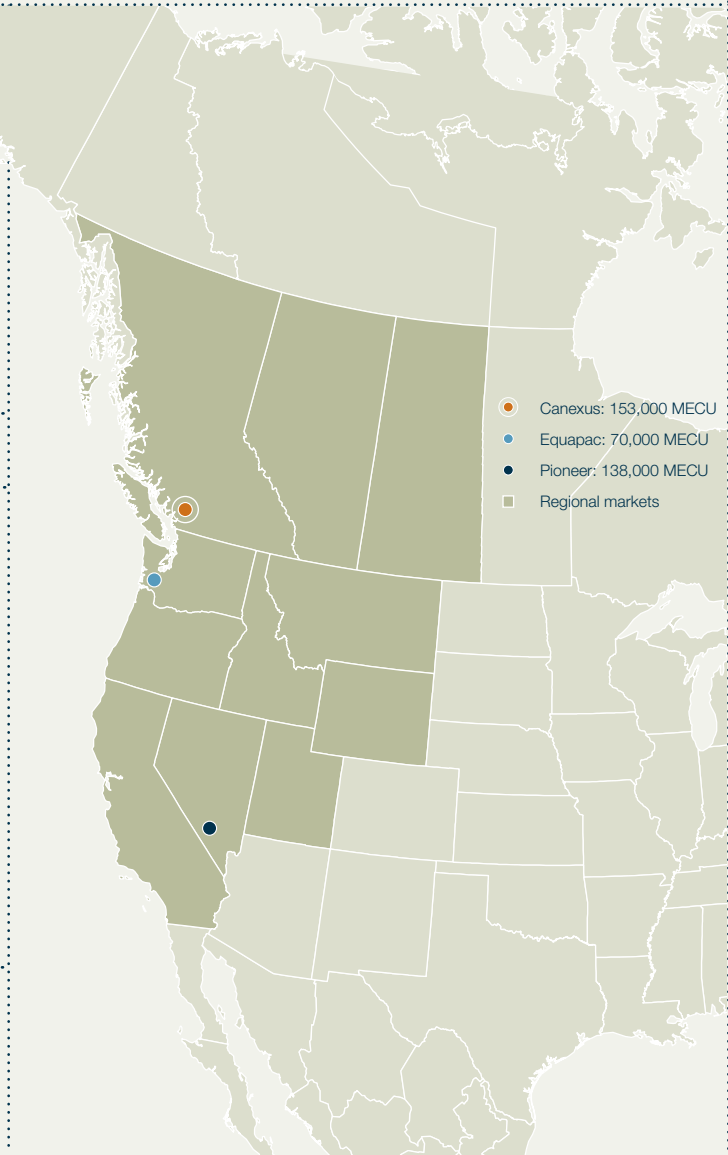 Canexus: 153,000 MECU
Equapac: 70,000 MECU
Pioneer: 138,000 MECU
Regional markets